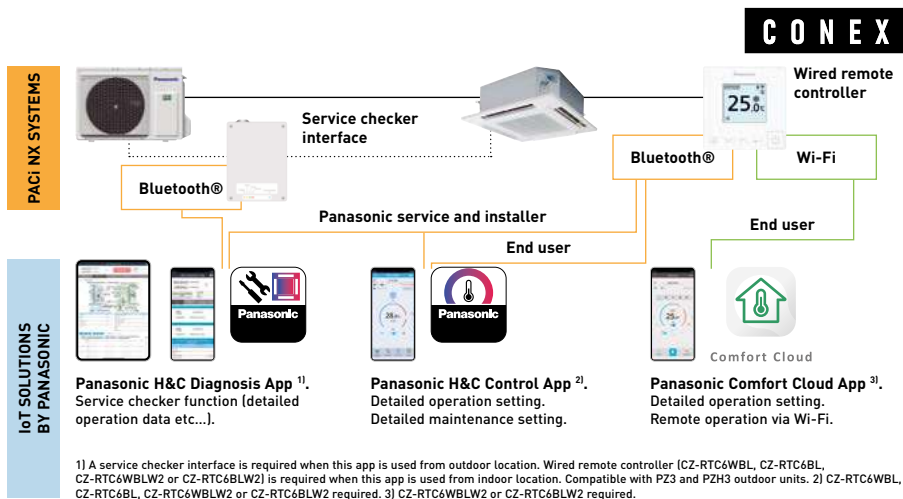 CONEX
PACi NX SYSTEMS
Panasonic
Service checker
interface
Panasonic
25.0°c
Wired remote
controller
Bluetooth®
Bluetooth®
Wi-Fi
Panasonic service and installer
End user
End user
IoT SOLUTIONS
BY PANASONIC
Panasonic
Panasonic
Comfort Cloud
Panasonic H&C Diagnosis App 1).
Service checker function (detailed
operation data etc...).
Panasonic H&C Control App 2).
Detailed operation setting.
Detailed maintenance setting.
Panasonic Comfort Cloud App 3).
Detailed operation setting.
Remote operation via Wi-Fi.
1) A service checker interface is required when this app is used from outdoor location. Wired remote controller (CZ-RTC6WBL, CZ-RTC6BL,
CZ-RTC6WBLW2 or CZ-RTC6BLW2) is required when this app is used from indoor location. Compatible with PZ3 and PZH3 outdoor units. 2) CZ-RTC6WBL,
CZ-RTC6BL, CZ-RTC6WBLW2 or CZ-RTC6BLW2 required. 3) CZ-RTC6WBLW2 or CZ-RTC6BLW2 required.